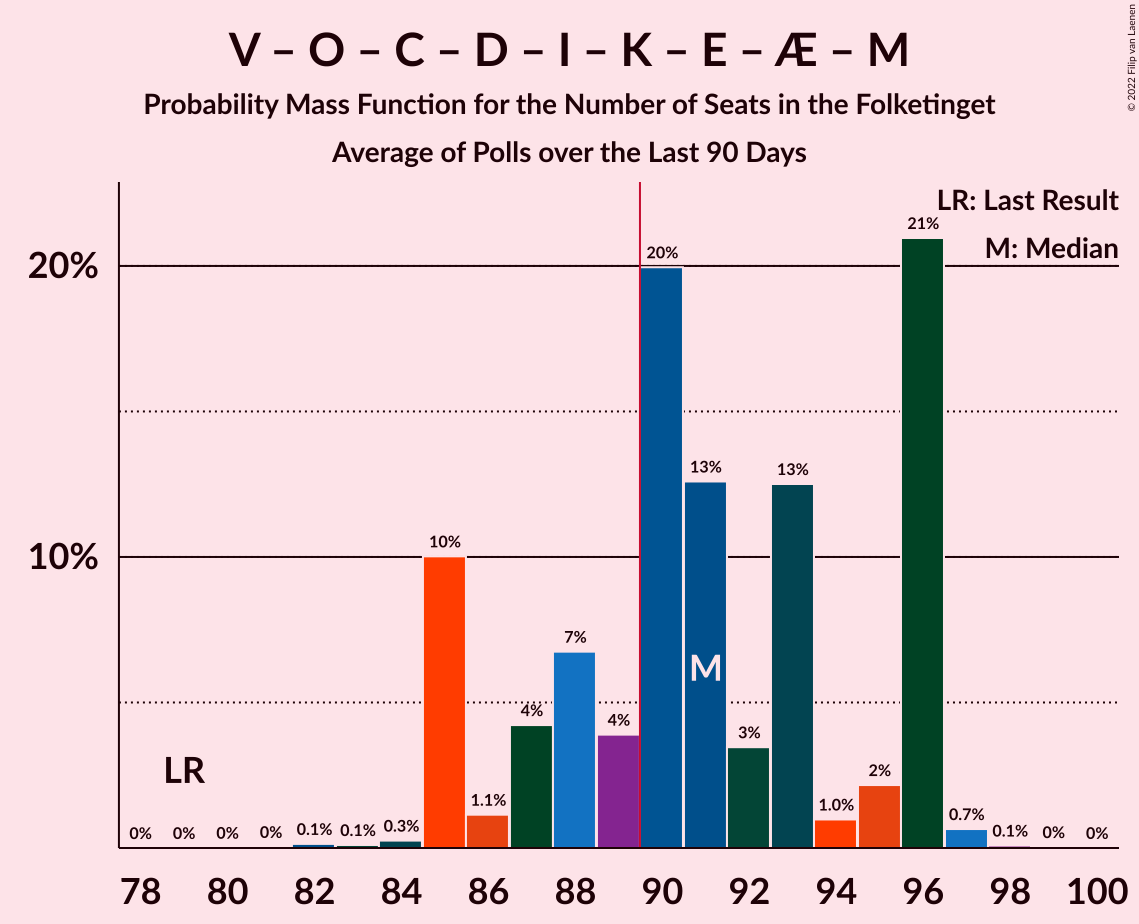 V – O – C – D – I – K – E – Æ – M
Probability Mass Function for the Number of Seats in the Folketinget
Average of Polls over the Last 90 Days
© 2022 Filip van Laenen
LR: Last Result
M: Median
20%
10%
0% 0% 0% 0% 0.1% 0.1% 0.3% 10% 1.1% 4% 7% 4% 20% 13% 3% 13% 1.0% 2% 21% 0.7% 0.1% 0% 0%
LR
M
78 80 82 84 86 88 90 92 94 96 98 100